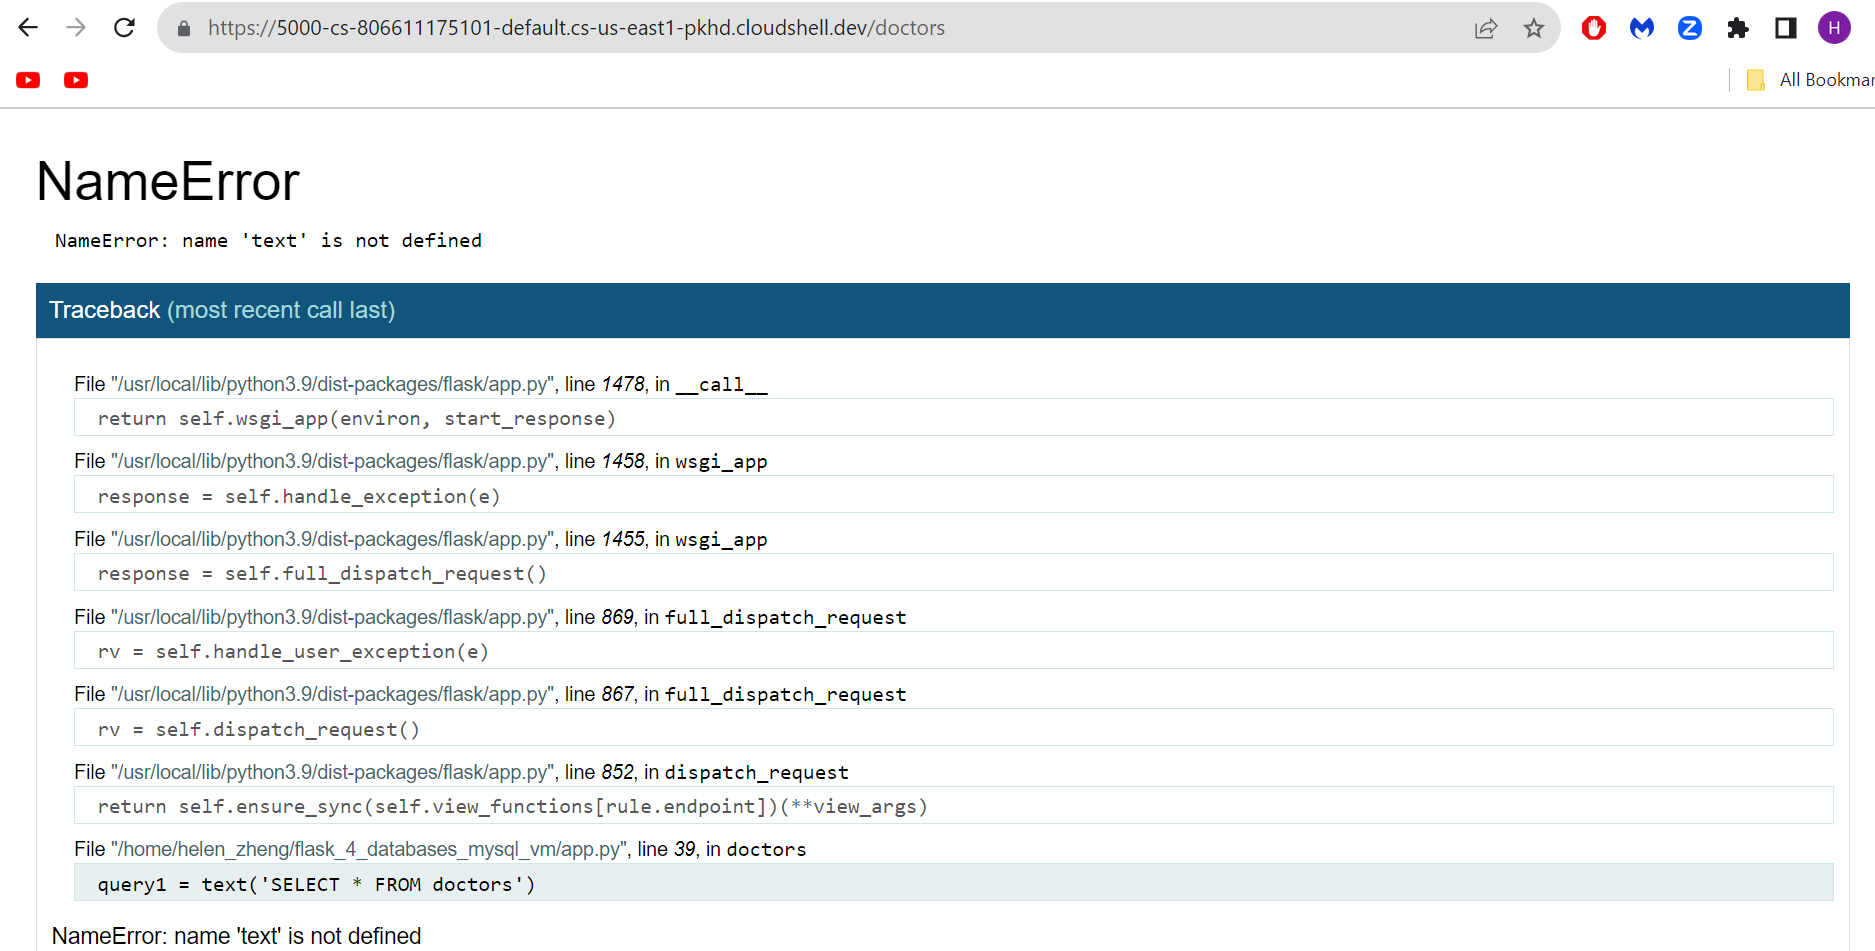 https://5000-cs-806611175101-default.cs-us-east1-pkhd.cloudshell.dev/doctors
H
All Bookmar
NameError
NameError: name 'text' is not defined
Traceback (most recent call last)
File "/usr/local/lib/python3.9/dist-packages/flask/app.py", line 1478, in __call__
return self.wsgi_app(environ, start_response)
File "/usr/local/lib/python3.9/dist-packages/flask/app.py", line 1458, in wsgi_app
response = self.handle_exception(e)
File "/usr/local/lib/python3.9/dist-packages/flask/app.py", line 1455, in wsgi_app
response = self.full_dispatch_request()
File "/usr/local/lib/python3.9/dist-packages/flask/app.py", line 869, in full_dispatch_request
rv = self.handle_user_exception(e)
File "/usr/local/lib/python3.9/dist-packages/flask/app.py", line 867, in full_dispatch_request
rv = self.dispatch_request()
File "/usr/local/lib/python3.9/dist-packages/flask/app.py", line 852, in dispatch_request
return self.ensure_sync(self.view_functions[rule.endpoint])(**view_args)
File "/home/helen_zheng/flask_4_databases_mysql_vm/app.py", line 39, in doctors
query1 = text('SELECT * FROM doctors')
NameError: name 'text' is not defined